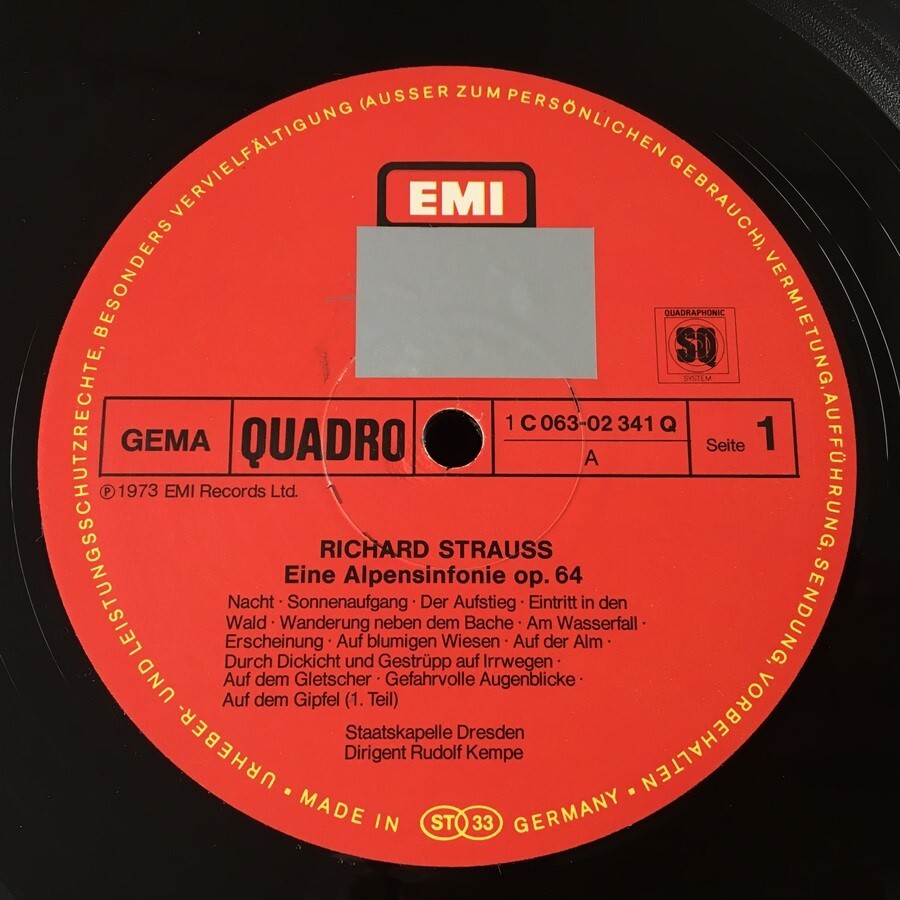 URHEBER- UND LEISTUNGSSCHUTZRECHTE, BESONDERS VERVIELFÄLTIGUNG (AUSSER ZUM PERSÖNLICHEN GEBRAUCH), VERMIETUNG, AUFFÜHRUNG, SENDUNG, VORBEHALTEN
EMI
QUADRAPHONIC
SQ
SYSTEM
GEMA
QUADRO
1 C 063-02 341 Q
A
Seite 1
℗ 1973 EMI Records Ltd.
RICHARD STRAUSS
Eine Alpensinfonie op. 64
Nacht · Sonnenaufgang · Der Aufstieg · Eintritt in den
Wald · Wanderung neben dem Bache · Am Wasserfall ·
Erscheinung · Auf blumigen Wiesen · Auf der Alm ·
Durch Dickicht und Gestrüpp auf Irrwegen ·
Auf dem Gletscher · Gefahrvolle Augenblicke ·
Auf dem Gipfel (1. Teil)
Staatskapelle Dresden
Dirigent Rudolf Kempe
▪ MADE IN ST 33 GERMANY ▪